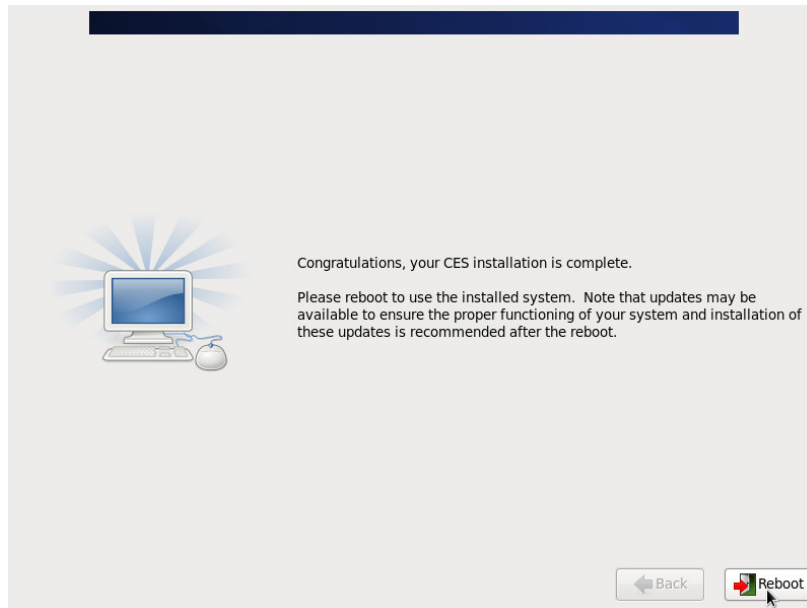 Congratulations, your CES installation is complete.
Please reboot to use the installed system.  Note that updates may be
available to ensure the proper functioning of your system and installation of
these updates is recommended after the reboot.
Back
Reboot